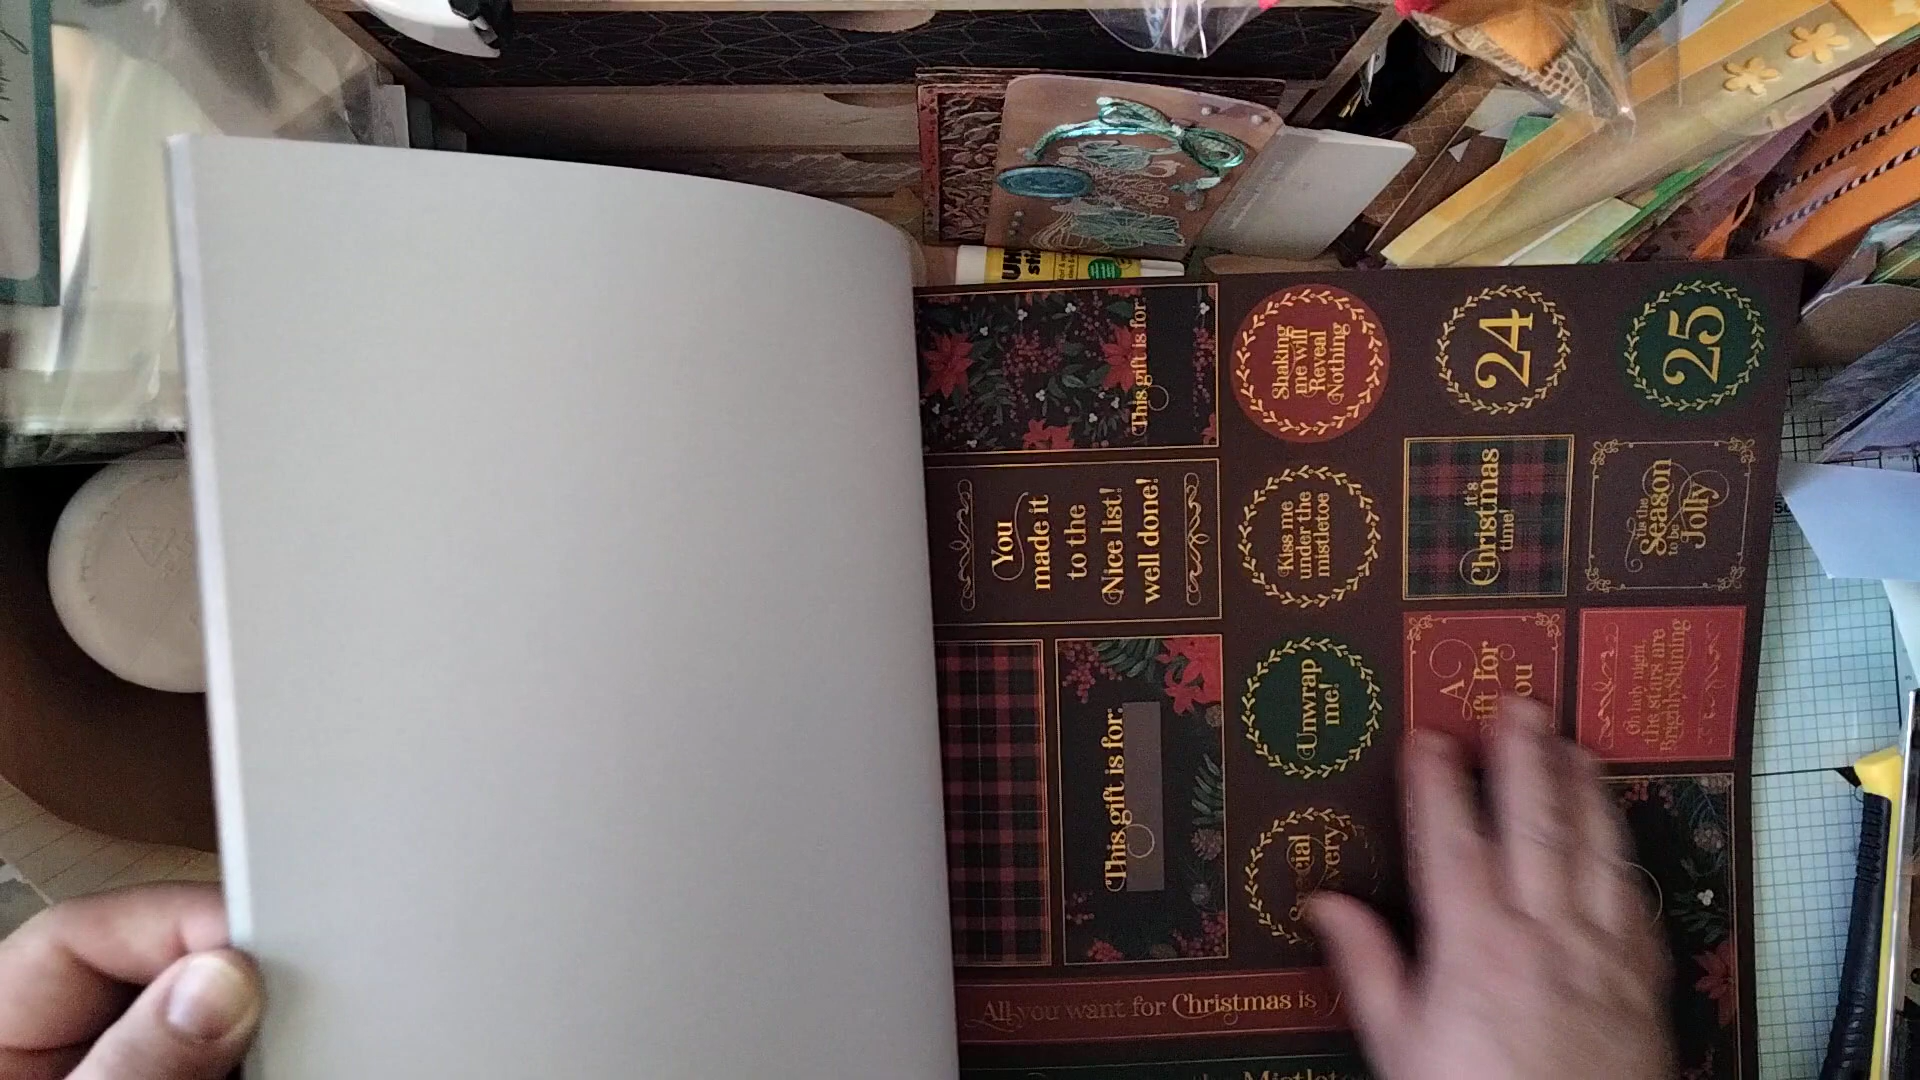 This gift is for:
Shaking
me will
Reveal
Nothing
24
25
You
made it
to the
Nice list!
well done!
Kiss me
under the
mistletoe
it's
Christmas
time!
'tis the
Season
to be
Jolly
This gift is for:
Unwrap
me!
A
for
Oh holy night,
the stars are
Brightly Shining
All you want for Christmas is